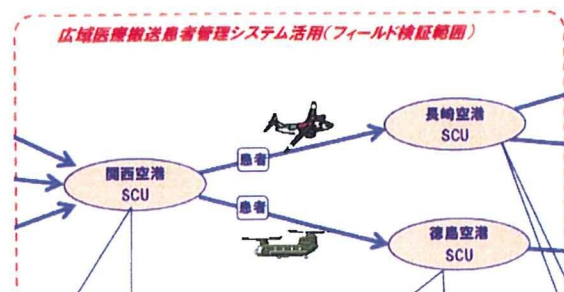 広域医療搬送患者管理システム活用(フィールド検証範囲)
長崎空港
SCU
患者
関西空港
SCU
患者
徳島空港
SCU